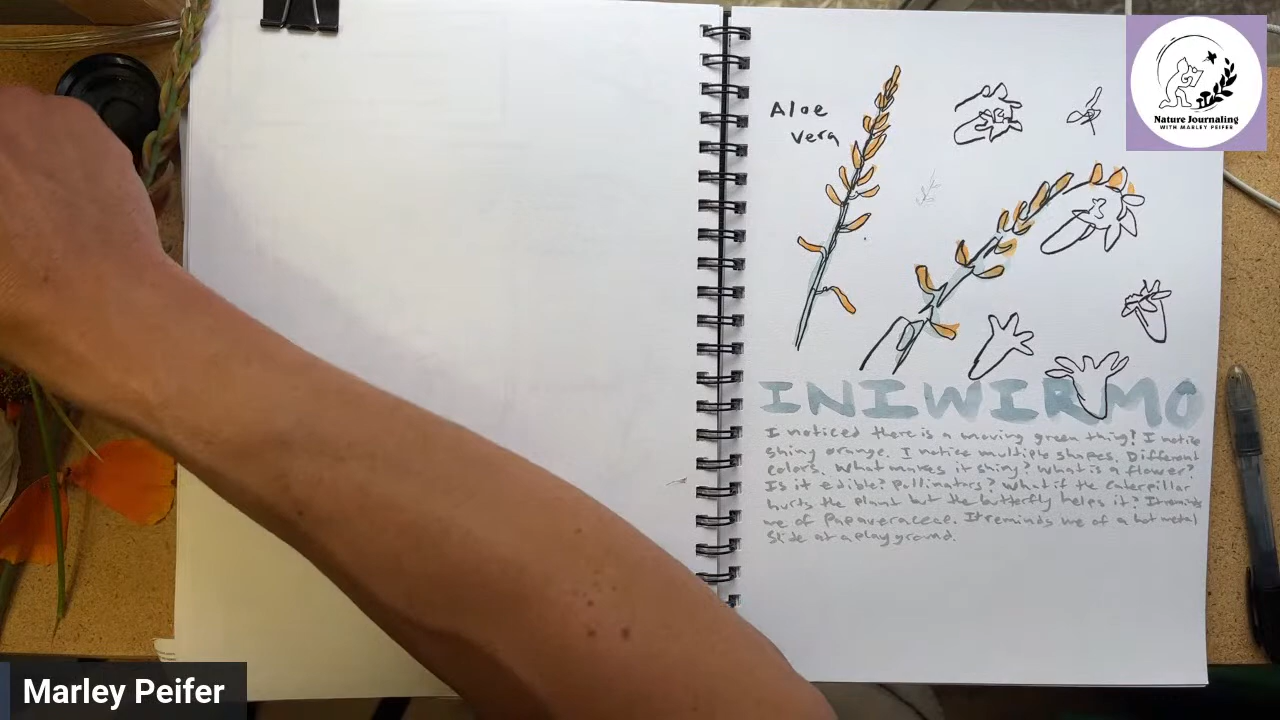 Aloe
vera
INIWIRMO
I noticed there is a moving green thing? I notice
shiny orange. I notice multiple shapes. Different
colors. What makes it shiny? What is a flower?
Is it edible? Pollinators? What if the caterpillar
hurts the plant but the butterfly helps it? It reminds
me of Papaveraceae. It reminds me of a hot metal
slide at a playground.
Nature Journaling
WITH MARLEY PEIFER
Marley Peifer